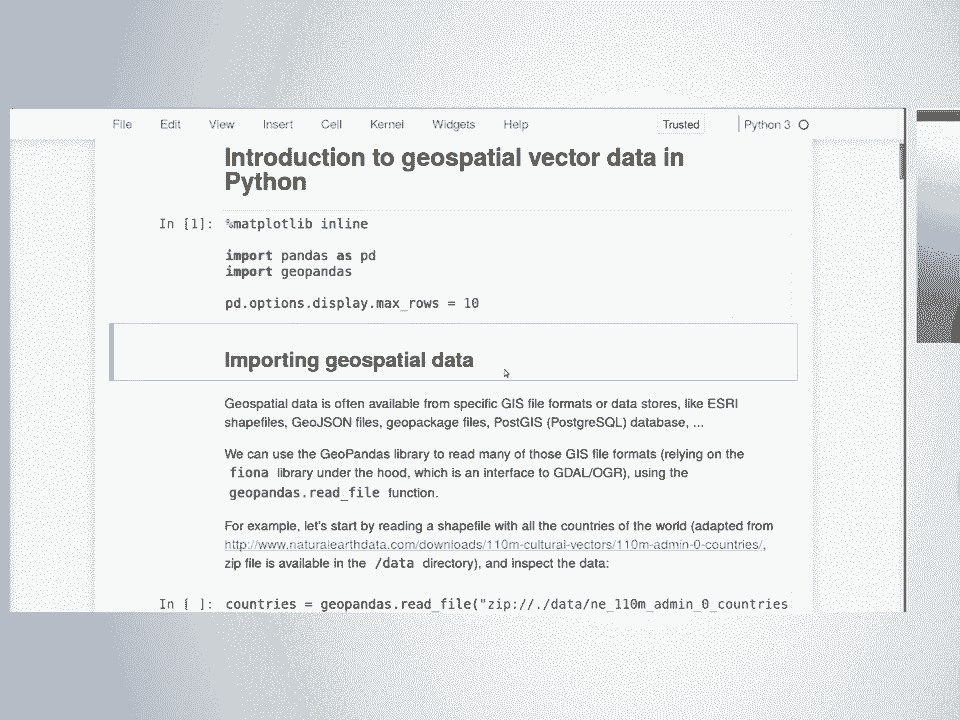 File Edit View Insert Cell Kernel Widgets Help Trusted Python 3
Introduction to geospatial vector data in
Python
In [1]: %matplotlib inline
import pandas as pd
import geopandas
pd.options.display.max_rows = 10
Importing geospatial data
Geospatial data is often available from specific GIS file formats or data stores, like ESRI
shapefiles, GeoJSON files, geopackage files, PostGIS (PostgreSQL) database, ...
We can use the GeoPandas library to read many of those GIS file formats (relying on the
fiona library under the hood, which is an interface to GDAL/OGR), using the
geopandas.read_file function.
For example, let's start by reading a shapefile with all the countries of the world (adapted from
http://www.naturalearthdata.com/downloads/110m-cultural-vectors/110m-admin-0-countries/,
zip file is available in the /data directory), and inspect the data:
In [ ]: countries = geopandas.read_file("zip://./data/ne_110m_admin_0_countries